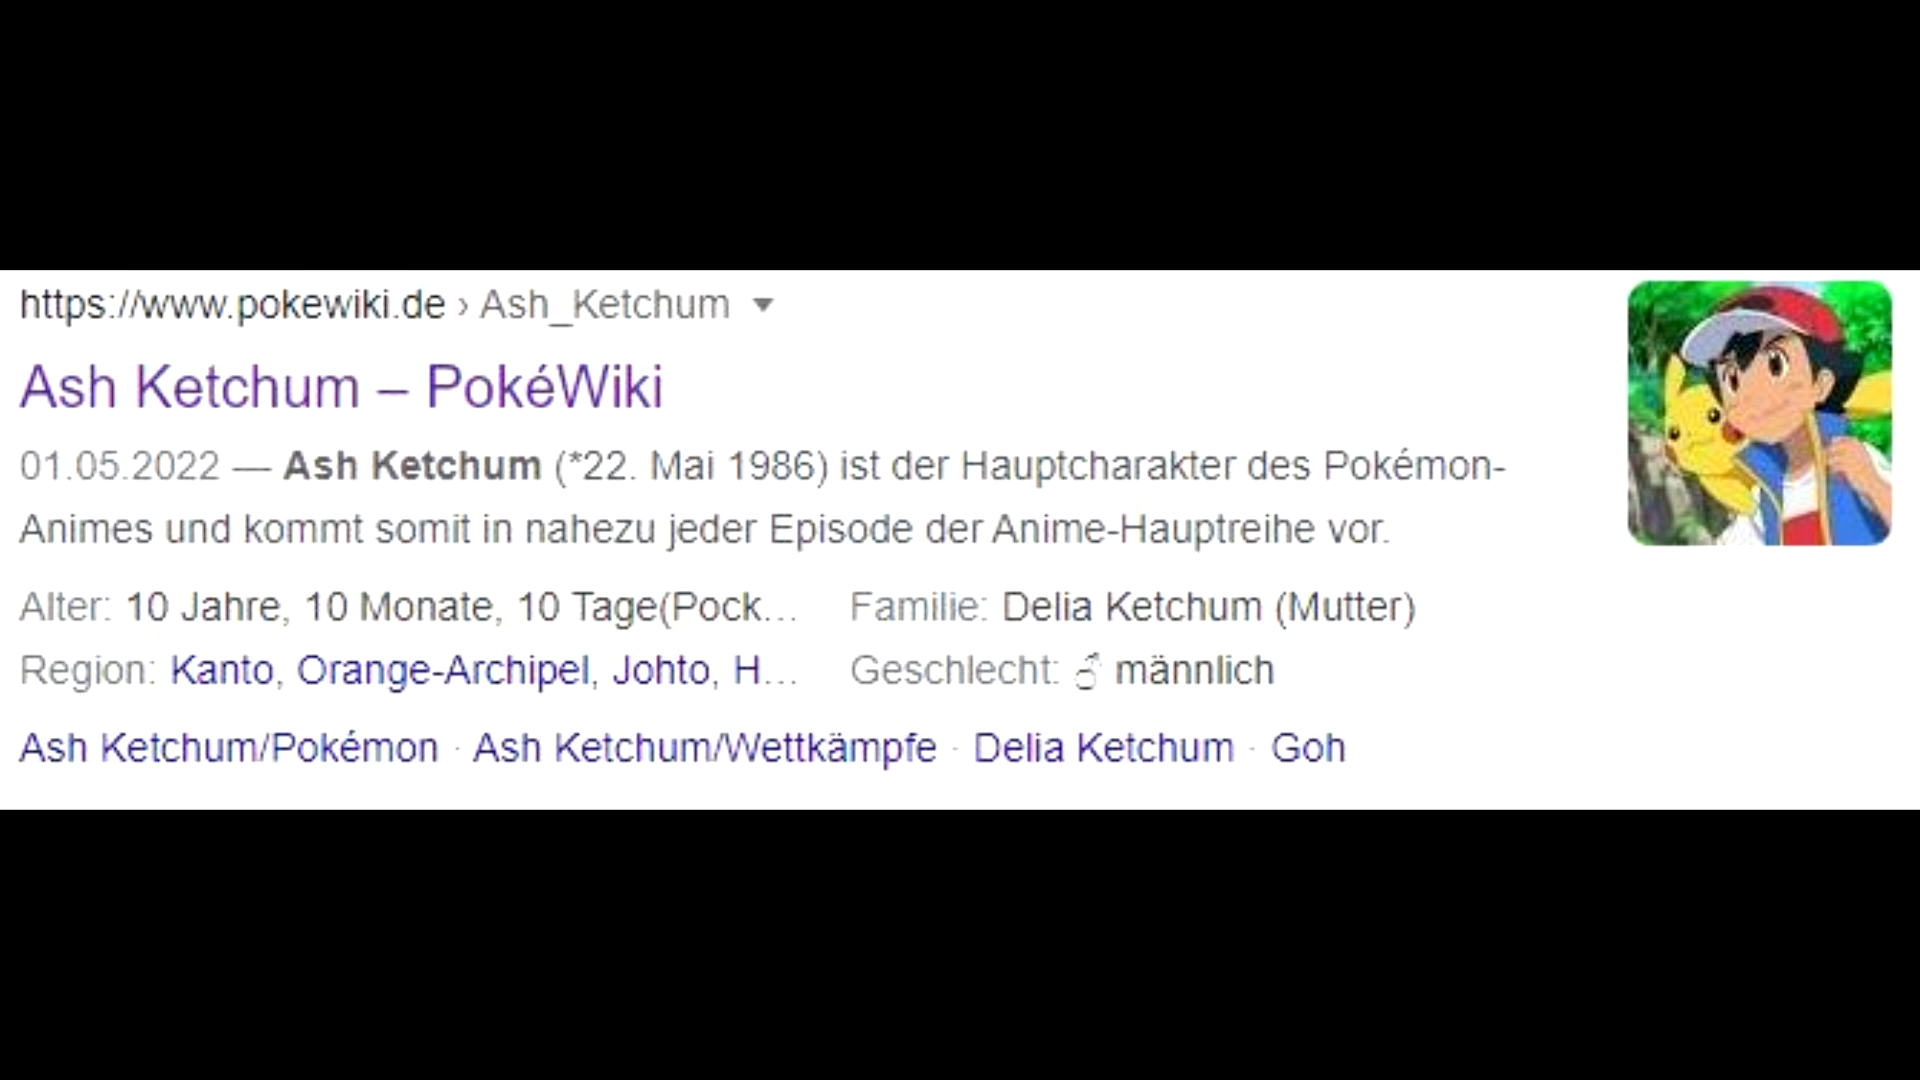 https://www.pokewiki.de › Ash_Ketchum
Ash Ketchum – PokéWiki
01.05.2022 — Ash Ketchum (*22. Mai 1986) ist der Hauptcharakter des Pokémon-
Animes und kommt somit in nahezu jeder Episode der Anime-Hauptreihe vor.
Alter: 10 Jahre, 10 Monate, 10 Tage(Pock... Familie: Delia Ketchum (Mutter)
Region: Kanto, Orange-Archipel, Johto, H... Geschlecht: ♂ männlich
Ash Ketchum/Pokémon · Ash Ketchum/Wettkämpfe · Delia Ketchum · Goh